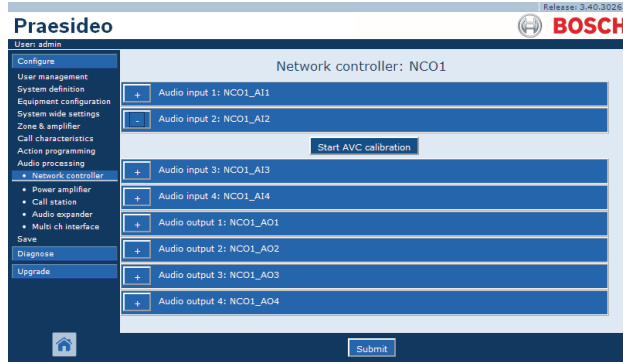 Release: 3.40.3026
Praesideo
BOSCH
User: admin
Configure
User management
System definition
Equipment configuration
System wide settings
Zone & amplifier
Call characteristics
Action programming
Audio processing
• Network controller
• Power amplifier
• Call station
• Audio expander
• Multi ch interface
Save
Diagnose
Upgrade
Network controller: NCO1
+ Audio input 1: NCO1_AI1
- Audio input 2: NCO1_AI2
Start AVC calibration
+ Audio input 3: NCO1_AI3
+ Audio input 4: NCO1_AI4
+ Audio output 1: NCO1_AO1
+ Audio output 2: NCO1_AO2
+ Audio output 3: NCO1_AO3
+ Audio output 4: NCO1_AO4
Submit